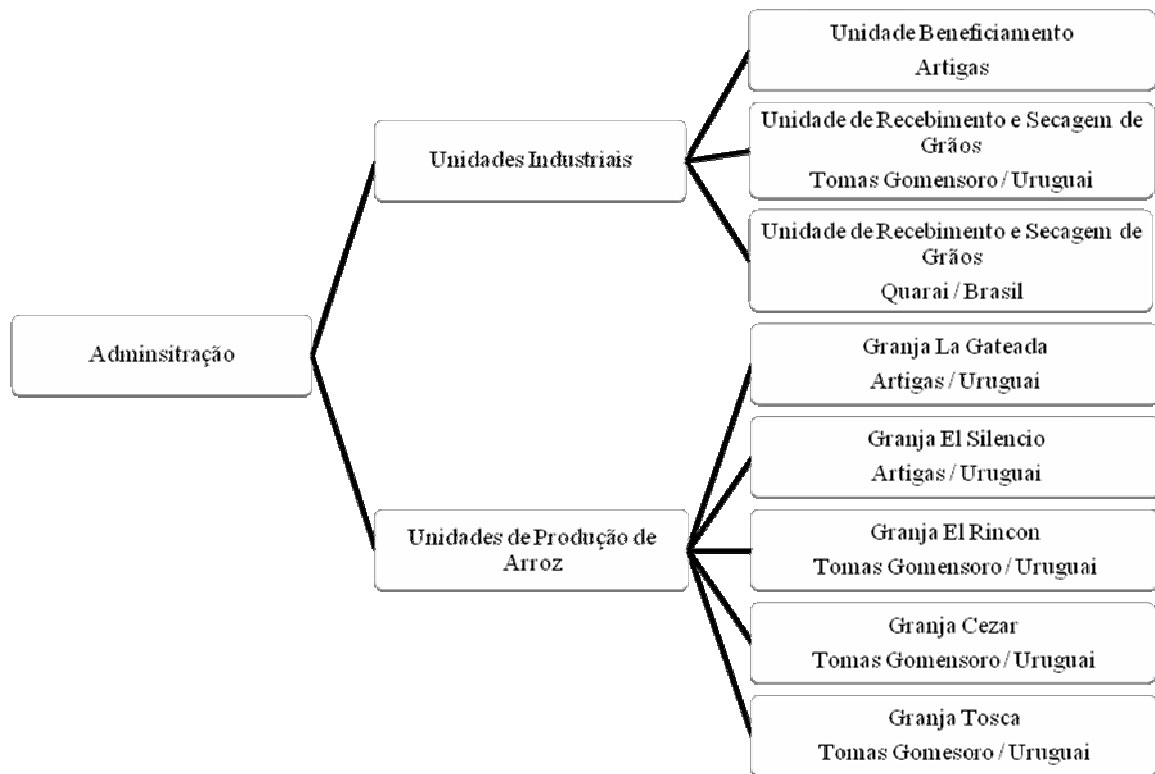 Unidade Beneficiamento
Artigas
Unidade de Recebimento e Secagem de
Grãos
Tomas Gomensoro / Uruguai
Unidades Industriais
Unidade de Recebimento e Secagem de
Grãos
Quarai / Brasil
Adminsitração
Granja La Gateada
Artigas / Uruguai
Granja El Silencio
Artigas / Uruguai
Unidades de Produção de
Arroz
Granja El Rincon
Tomas Gomensoro / Uruguai
Granja Cezar
Tomas Gomensoro / Uruguai
Granja Tosca
Tomas Gomesoro / Uruguai